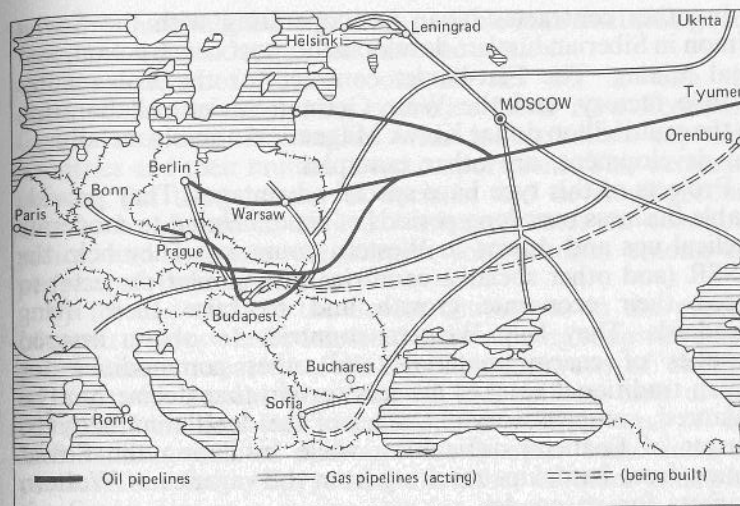 Ukhta
Leningrad
Helsinki
Tyumen
MOSCOW
Orenburg
Berlin
Bonn
Warsaw
Paris
Prague
Budapest
Bucharest
Sofia
Rome
Oil pipelines
Gas pipelines (acting)
(being built)